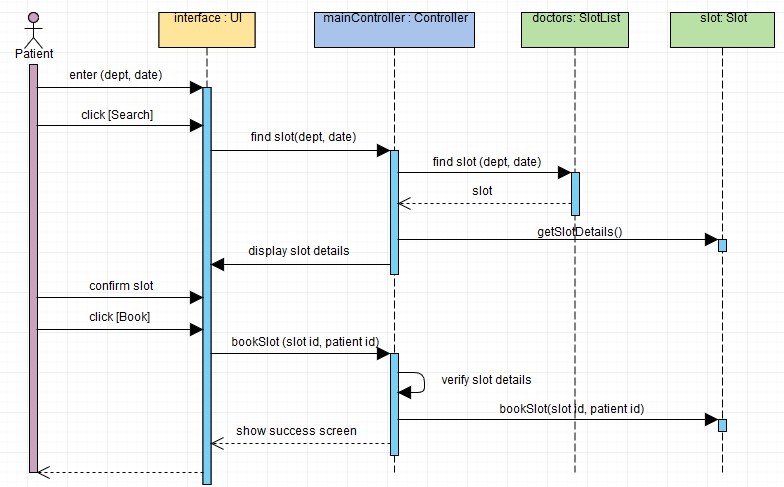 interface : UI
mainController : Controller
doctors: SlotList
slot: Slot
Patient
enter (dept, date)
click [Search]
find slot(dept, date)
find slot (dept, date)
slot
getSlotDetails()
display slot details
confirm slot
click [Book]
bookSlot (slot id, patient id)
verify slot details
bookSlot(slot id, patient id)
show success screen